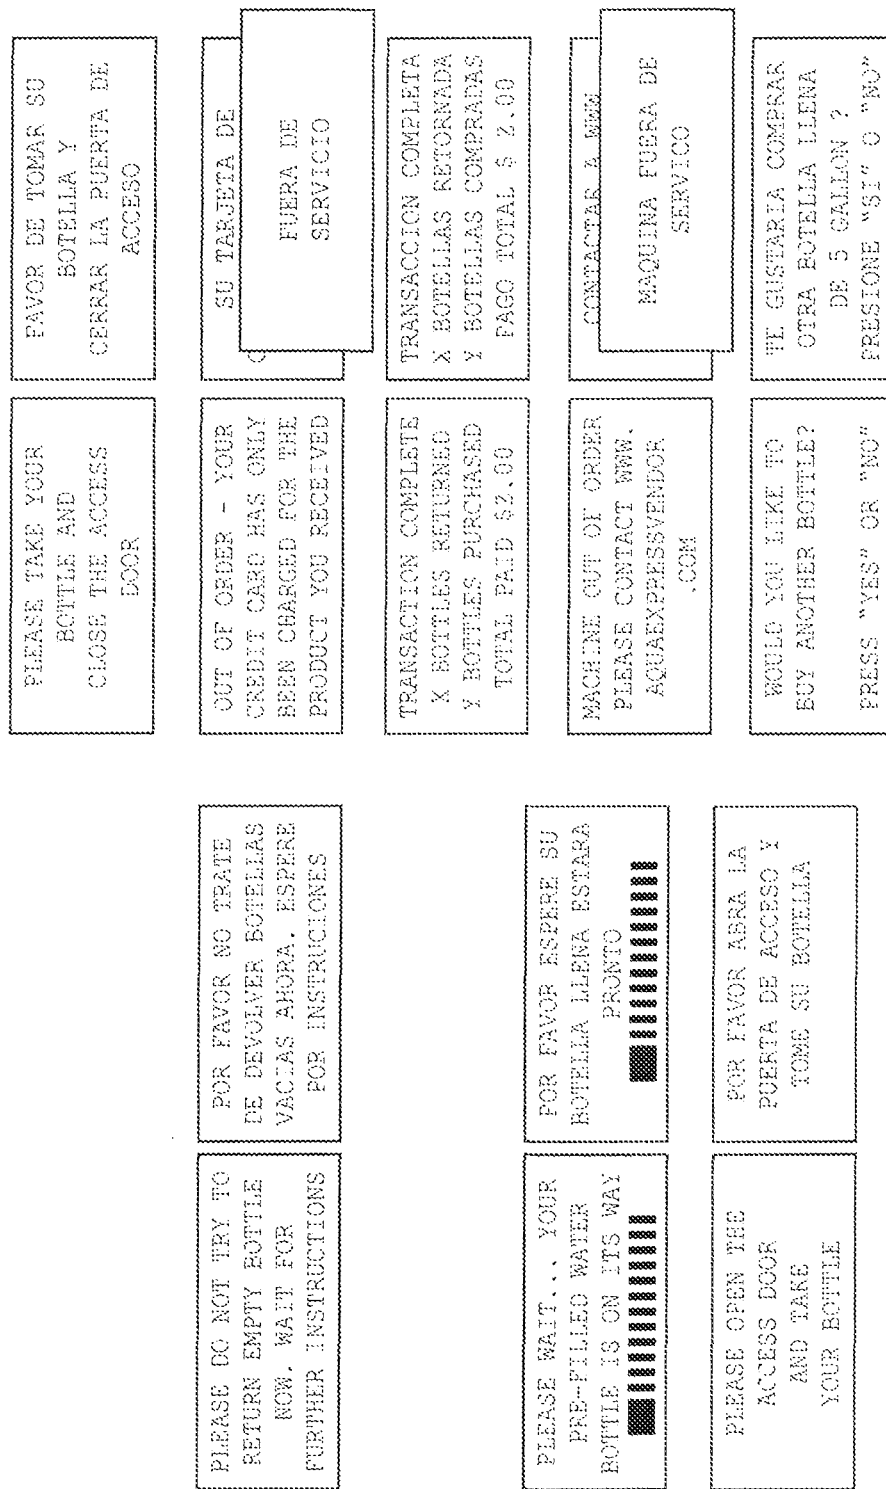 PLEASE DO NOT TRY TO
RETURN EMPTY BOTTLE
NOW. WAIT FOR
FURTHER INSTRUCTIONS
POR FAVOR NO TRATE
DE DEVOLVER BOTELLAS
VACIAS AHORA. ESPERE
POR INSTRUCIONES
PLEASE WAIT... YOUR
PRE-FILLED WATER
BOTTLE IS ON ITS WAY
POR FAVOR ESPERE SU
BOTELLA LLENA ESTARA
PRONTO
PLEASE OPEN THE
ACCESS DOOR
AND TAKE
YOUR BOTTLE
POR FAVOR ABRA LA
PUERTA DE ACCESO Y
TOME SU BOTELLA
PLEASE TAKE YOUR
BOTTLE AND
CLOSE THE ACCESS
DOOR
FAVOR DE TOMAR SU
BOTELLA Y
CERRAR LA PUERTA DE
ACCESO
OUT OF ORDER - YOUR
CREDIT CARD HAS ONLY
BEEN CHARGED FOR THE
PRODUCT YOU RECEIVED
SU TARJETA DE
FUERA DE
SERVICIO
TRANSACTION COMPLETE
X BOTTLES RETURNED
Y BOTTLES PURCHASED
TOTAL PAID $Z.00
TRANSACCION COMPLETA
X BOTELLAS RETORNADA
Y BOTELLAS COMPRADAS
PAGO TOTAL $ Z.00
MACHINE OUT OF ORDER
PLEASE CONTACT WWW.
AQUAEXPRESSVENDOR
.COM
CONTACTAR A WWW
MAQUINA FUERA DE
SERVICO
WOULD YOU LIKE TO
BUY ANOTHER BOTTLE?
PRESS "YES" OR "NO"
TE GUSTARIA COMPRAR
OTRA BOTELLA LLENA
DE 5 GALLON ?
PRESIONE "SI" O "NO"